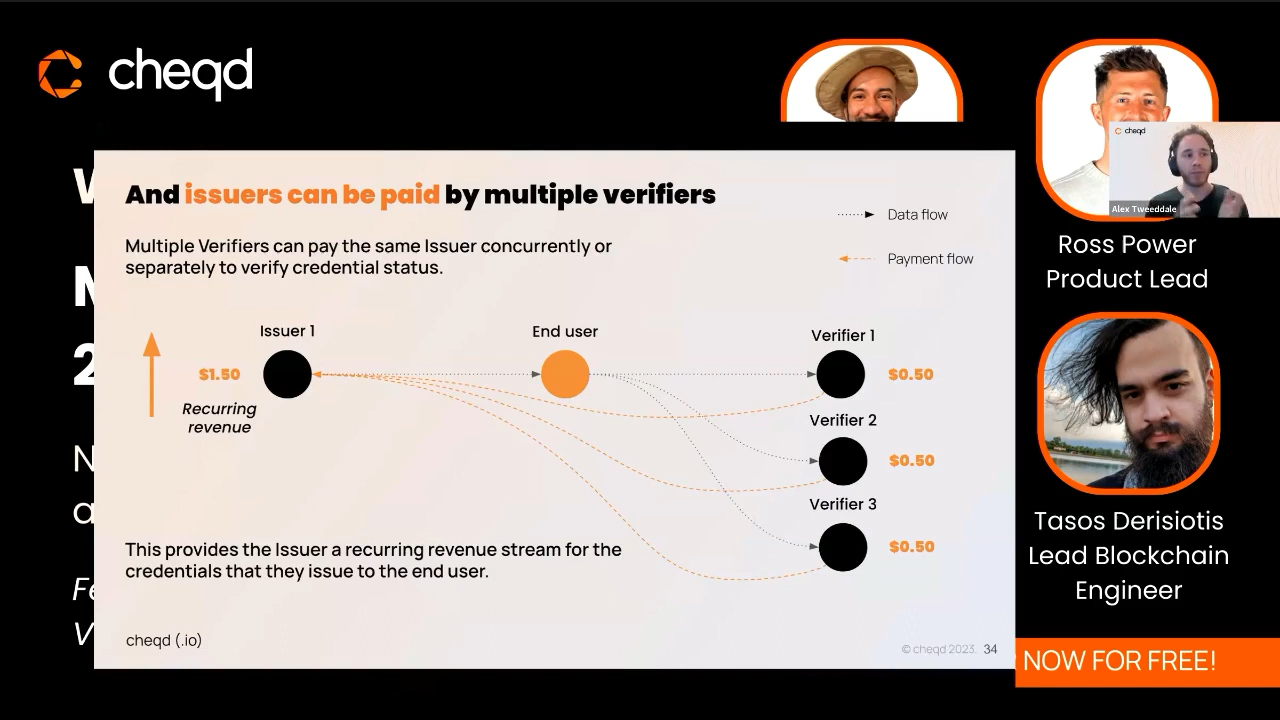 cheqd
W
M
2
N
a
Fe
V
And issuers can be paid by multiple verifiers
Multiple Verifiers can pay the same Issuer concurrently or
separately to verify credential status.
Data flow
Payment flow
Issuer 1
End user
Verifier 1
$1.50
$0.50
Recurring
revenue
Verifier 2
$0.50
Verifier 3
$0.50
This provides the Issuer a recurring revenue stream for the
credentials that they issue to the end user.
cheqd (.io)
© cheqd 2023. 34
cheqd
Alex Tweeddale
Ross Power
Product Lead
Tasos Derisiotis
Lead Blockchain
Engineer
NOW FOR FREE!